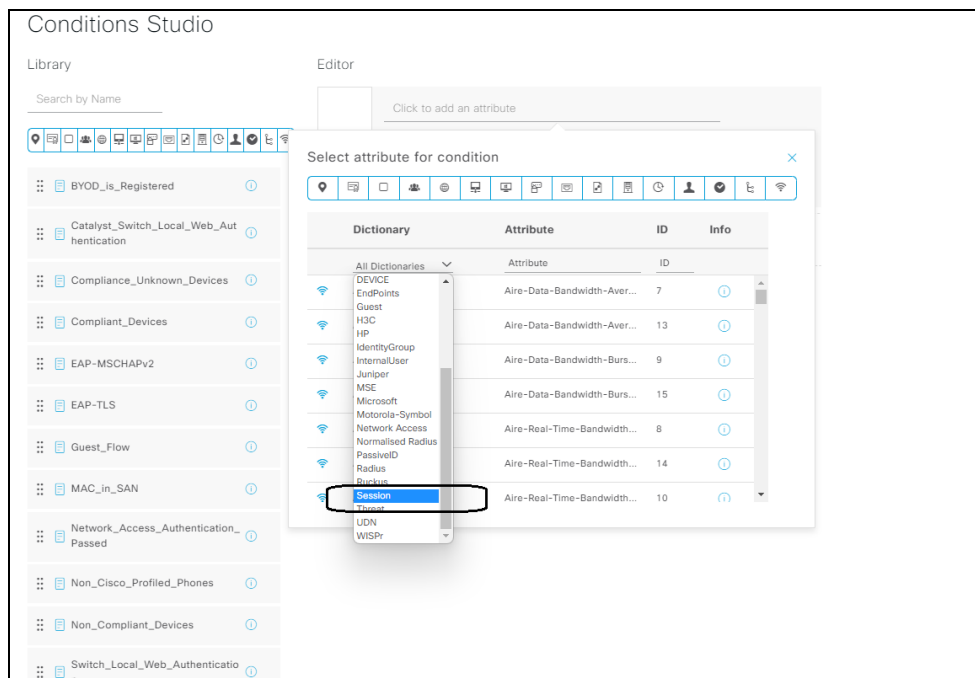 Conditions Studio
Library
Editor
Search by Name
Click to add an attribute
Select attribute for condition
Dictionary Attribute ID Info
All Dictionaries Attribute ID
DEVICE
EndPoints
Guest
H3C
HP
IdentityGroup
InternalUser
Juniper
MSE
Microsoft
Motorola-Symbol
Network Access
Normalised Radius
PassiveID
Radius
Ruckus
Session
Threat
UDN
WISPr
Aire-Data-Bandwidth-Aver... 7
Aire-Data-Bandwidth-Aver... 13
Aire-Data-Bandwidth-Burs... 9
Aire-Data-Bandwidth-Burs... 15
Aire-Real-Time-Bandwidth... 8
Aire-Real-Time-Bandwidth... 14
Aire-Real-Time-Bandwidth... 10
BYOD_is_Registered
Catalyst_Switch_Local_Web_Aut
hentication
Compliance_Unknown_Devices
Compliant_Devices
EAP-MSCHAPv2
EAP-TLS
Guest_Flow
MAC_in_SAN
Network_Access_Authentication_
Passed
Non_Cisco_Profiled_Phones
Non_Compliant_Devices
Switch_Local_Web_Authenticatio